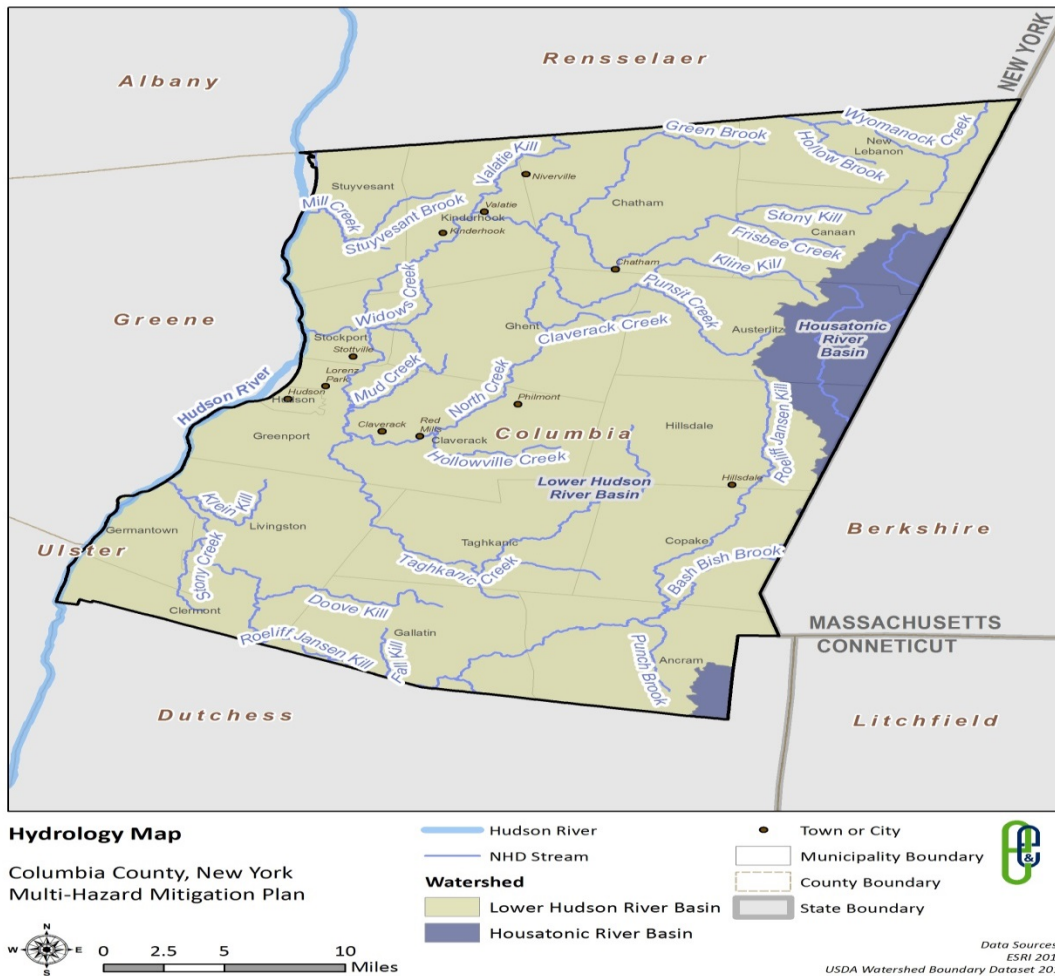 NEW YORK
Rensselaer
Albany
Wyomanock Creek
Green Brook
Hollow Brook
New
Lebanon
Valatie Kill
Niverville
Stuyvesant
Mill Creek
Stuyvesant Brook
Valatie
Kinderhook
Kinderhook
Chatham
Stony Kill
Canaan
Frisbee Creek
Chatham
Kline Kill
Punsit Creek
Greene
Widows Creek
Ghent
Claverack Creek
Austerlitz
Housatonic
River
Basin
Stockport
Stottville
Lorenz
Park
Mud Creek
Hudson River
Hudson
Hudson
North Creek
Philmont
Roeliff Jansen Kill
Claverack
Red
Mills
Claverack
Columbia
Hillsdale
Greenport
Hollowville Creek
Lower Hudson
River Basin
Hillsdale
Klein Kill
Germantown
Livingston
Berkshire
Ulster
Stony Creek
Taghkanic
Taghkanic Creek
Copake
Bash Bish Brook
Clermont
Doove Kill
Gallatin
Roeliff Jansen Kill
Fall Kill
Punch Brook
Ancram
MASSACHUSETTS
CONNETICUT
Dutchess
Litchfield
Hydrology Map
Columbia County, New York
Multi-Hazard Mitigation Plan
N
W E
S
0 2.5 5 10
Miles
Hudson River
NHD Stream
Watershed
Lower Hudson River Basin
Housatonic River Basin
Town or City
Municipality Boundary
County Boundary
State Boundary
Data Sources
ESRI 201
USDA Watershed Boundary Dataset 20